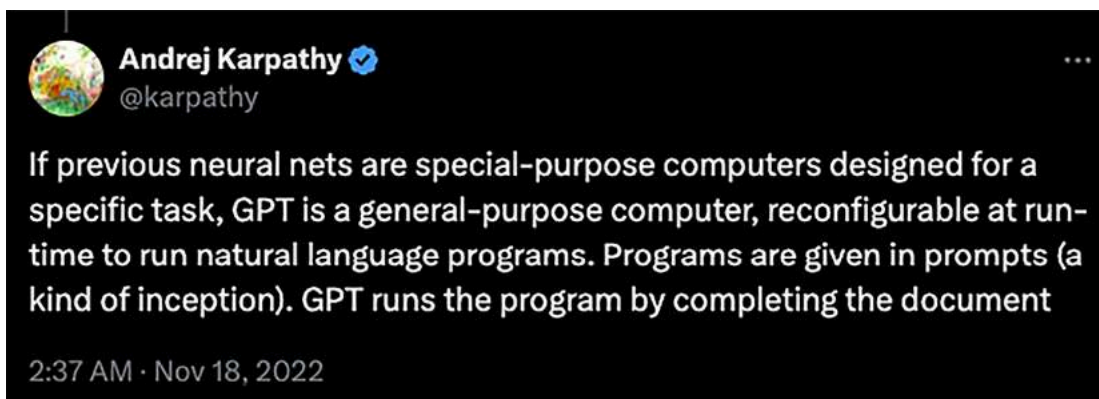 Andrej Karpathy
@karpathy
If previous neural nets are special-purpose computers designed for a
specific task, GPT is a general-purpose computer, reconfigurable at run-
time to run natural language programs. Programs are given in prompts (a
kind of inception). GPT runs the program by completing the document
2:37 AM · Nov 18, 2022